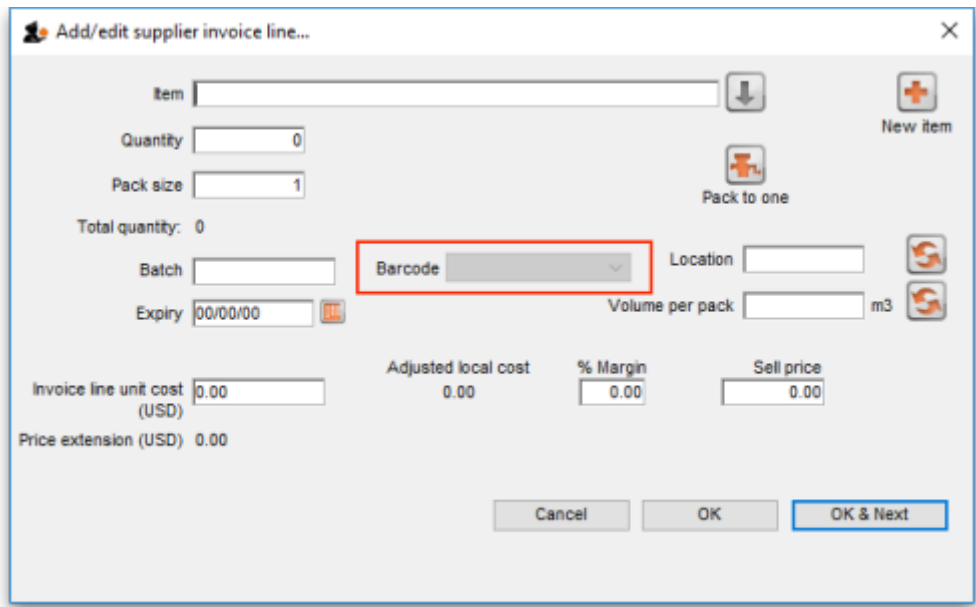 Add/edit supplier invoice line...
Item
New item
Quantity 0
Pack size 1
Pack to one
Total quantity: 0
Batch
Barcode
Location
Expiry 00/00/00
Volume per pack m3
Adjusted local cost % Margin Sell price
Invoice line unit cost 0.00 0.00 0.00 0.00
(USD)
Price extension (USD) 0.00
Cancel OK OK & Next